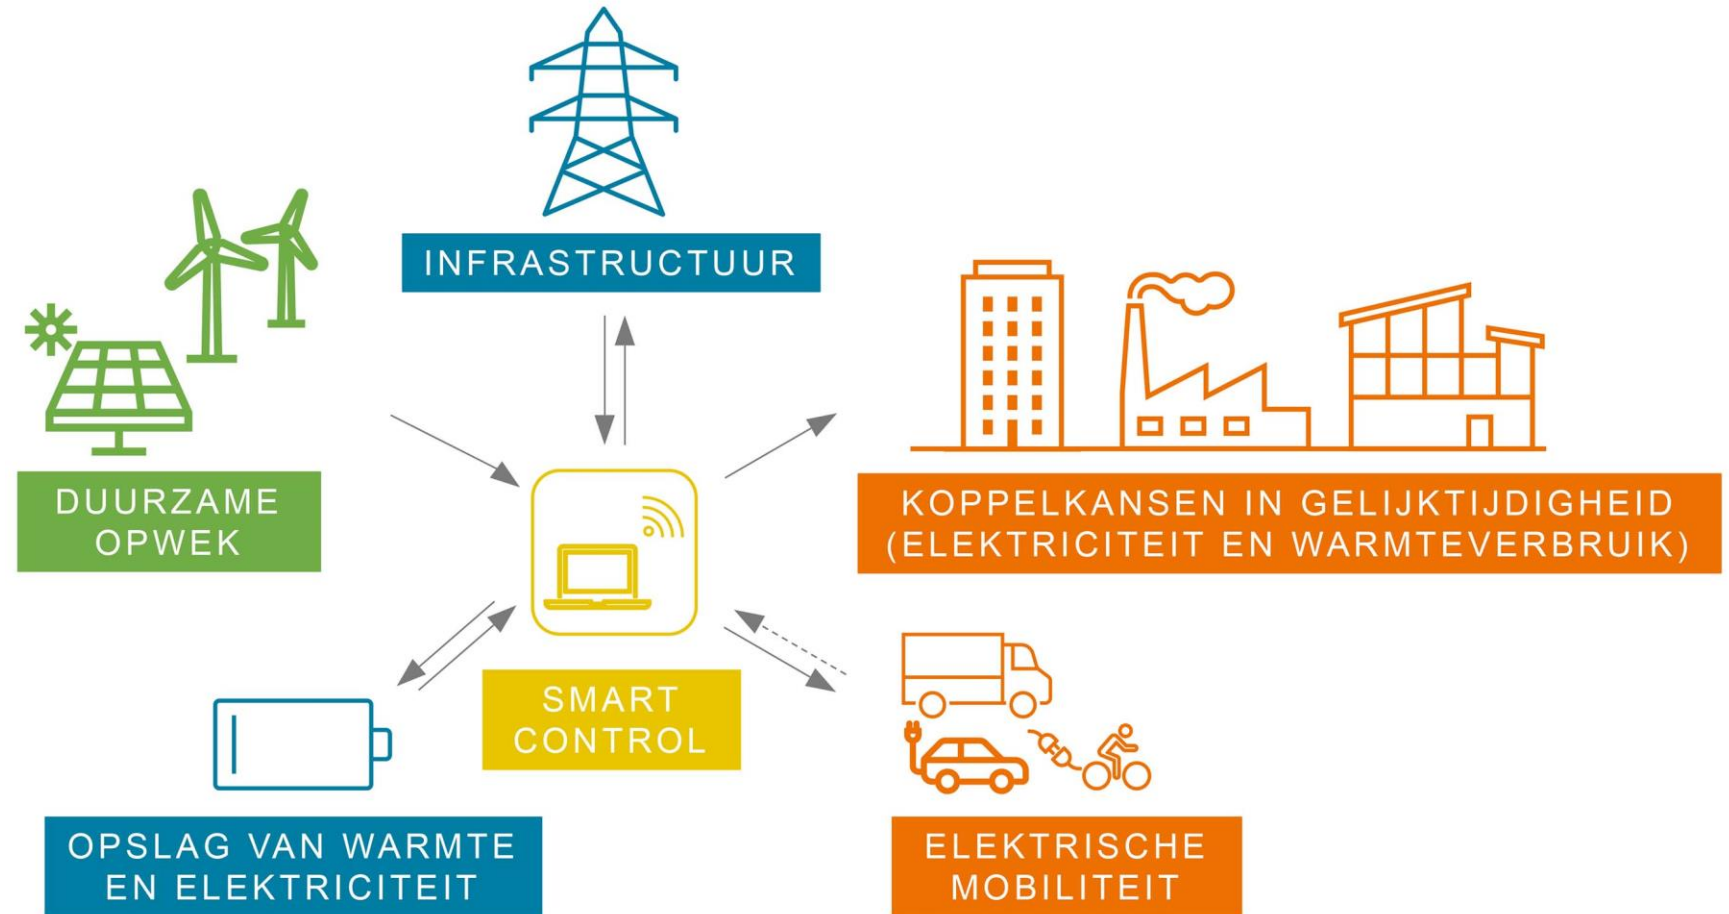 INFRASTRUCTUUR
DUURZAME
OPWEK
KOPPELKANSEN IN GELIJKTIJDIGHEID
(ELEKTRICITEIT EN WARMTEVERBRUIK)
SMART
CONTROL
OPSLAG VAN WARMTE
EN ELEKTRICITEIT
ELEKTRISCHE
MOBILITEIT